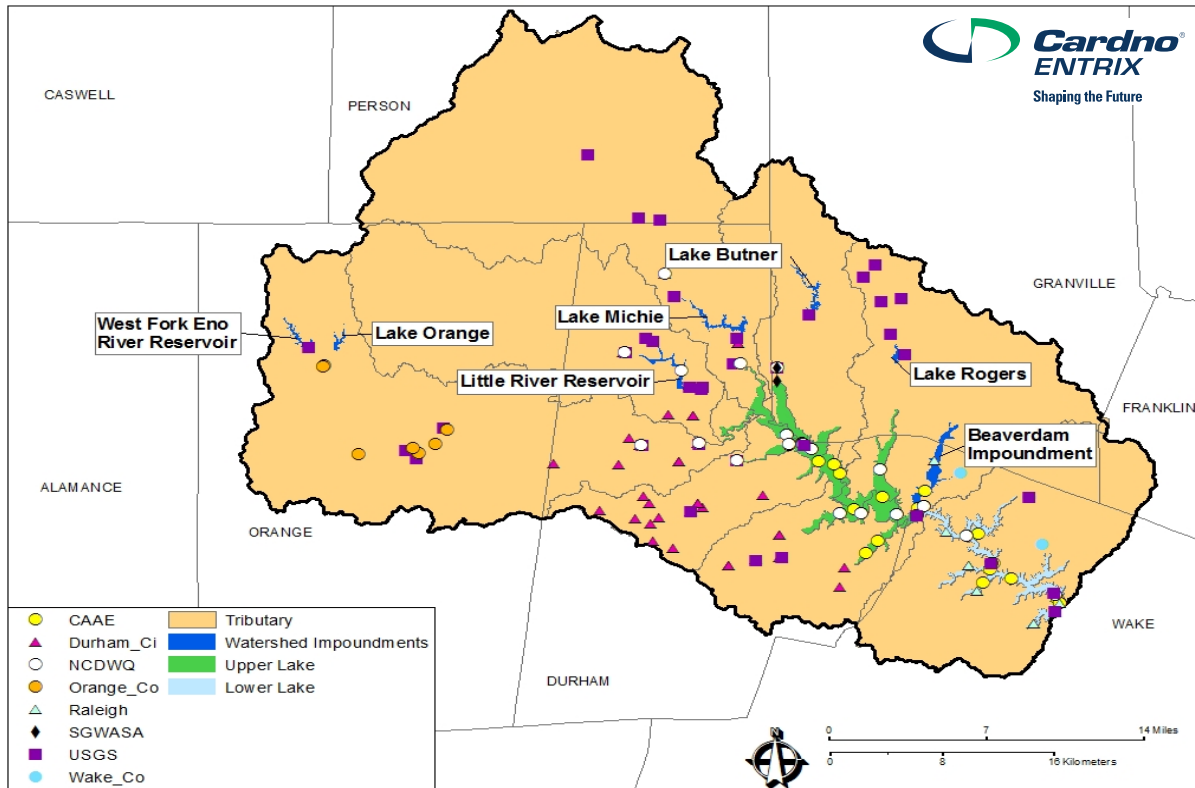 Cardno®
ENTRIX
Shaping the Future
CASWELL
PERSON
Lake Butner
GRANVILLE
West Fork Eno
River Reservoir
Lake Orange
Lake Michie
Little River Reservoir
Lake Rogers
FRANKLIN
Beaverdam
Impoundment
ALAMANCE
ORANGE
WAKE
DURHAM
CAAE
Durham_Ci
NCDWQ
Orange_Co
Raleigh
SGWASA
USGS
Wake_Co
Tributary
Watershed Impoundments
Upper Lake
Lower Lake
N
0 7 14 Miles
0 8 16 Kilometers